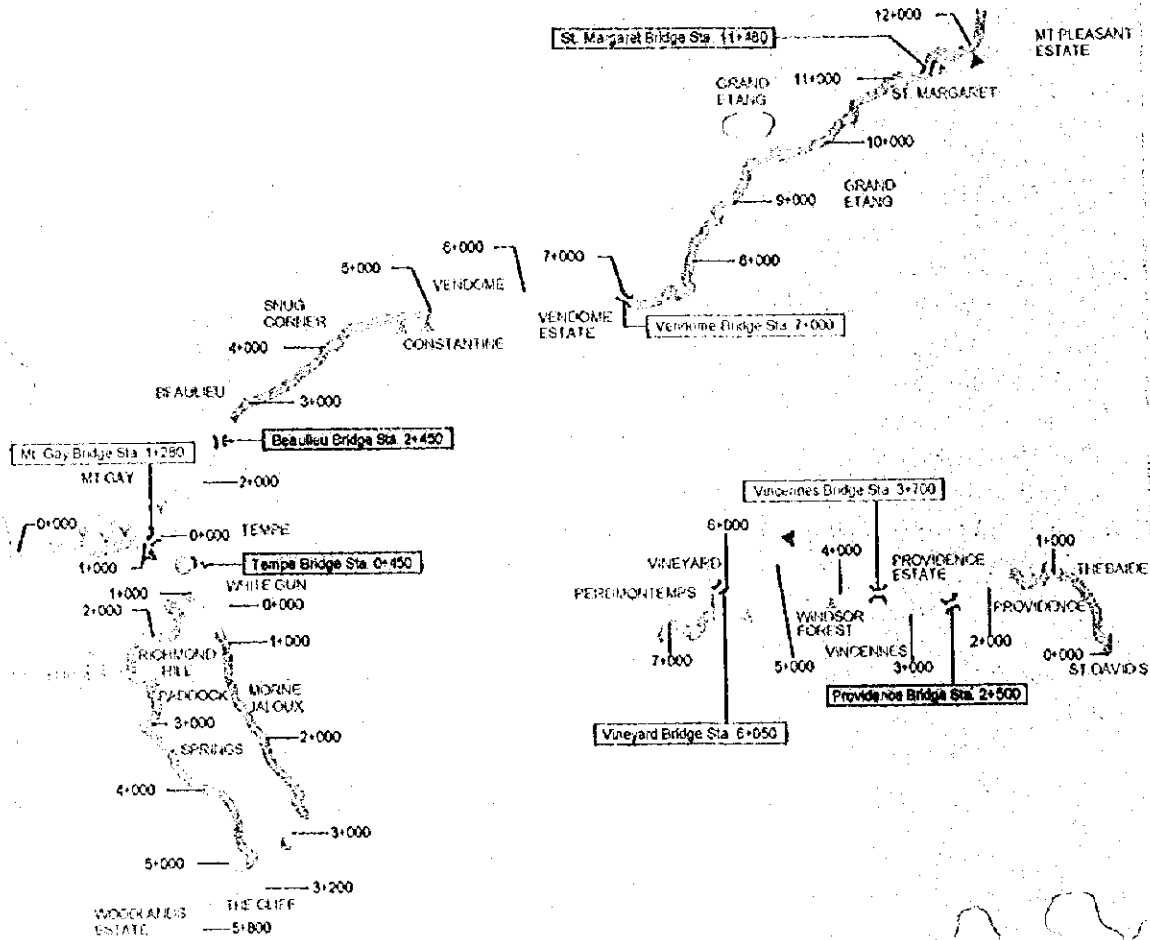 12+000
St. Margaret Bridge Sta. 11+480
MT PLEASANT
ESTATE
11+000
ST. MARGARET
GRAND
ETANG
10+000
GRAND
ETANG
9+000
6+000
7+000
8+000
5+000
VENDOME
SNUG
CORNER
VENDOME
ESTATE
Vendome Bridge Sta. 7+000
4+000
CONSTANTINE
BEAULIEU
3+000
Beaulieu Bridge Sta. 2+450
Mt. Gay Bridge Sta. 1+280
MT GAY
2+000
Vincennes Bridge Sta. 3+700
0+000
0+000
TEMPE
6+000
4+000
PROVIDENCE
ESTATE
1+000
1+000
Tempe Bridge Sta. 0+450
VINEYARD
THEBAIDE
WHITE GUN
1+000
0+000
PERDMONTEMPS
PROVIDENCE
2+000
WINDSOR
FOREST
1+000
RICHMOND
HILL
7+000
5+000
VINCENNES
3+000
2+000
0+000
ST. DAVIDS
PADDOCK
MORNE
JALOUX
Providence Bridge Sta. 2+500
3+000
2+000
SPRINGS
Vineyard Bridge Sta. 6+050
4+000
3+000
5+000
3+200
THE CLIFF
WOODLANDS
ESTATE
5+800